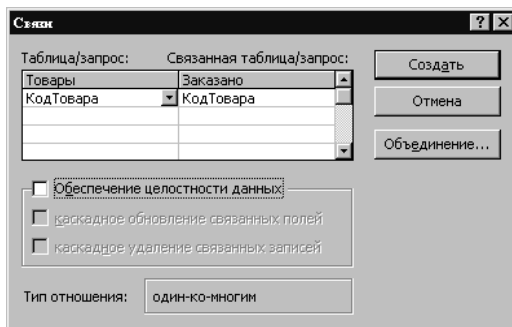 Связи
Таблица/запрос: Связанная таблица/запрос:
Товары Заказано
КодТовара КодТовара
Создать
Отмена
Объединение...
Обеспечение целостности данных
каскадное обновление связанных полей
каскадное удаление связанных записей
Тип отношения: один-ко-многим